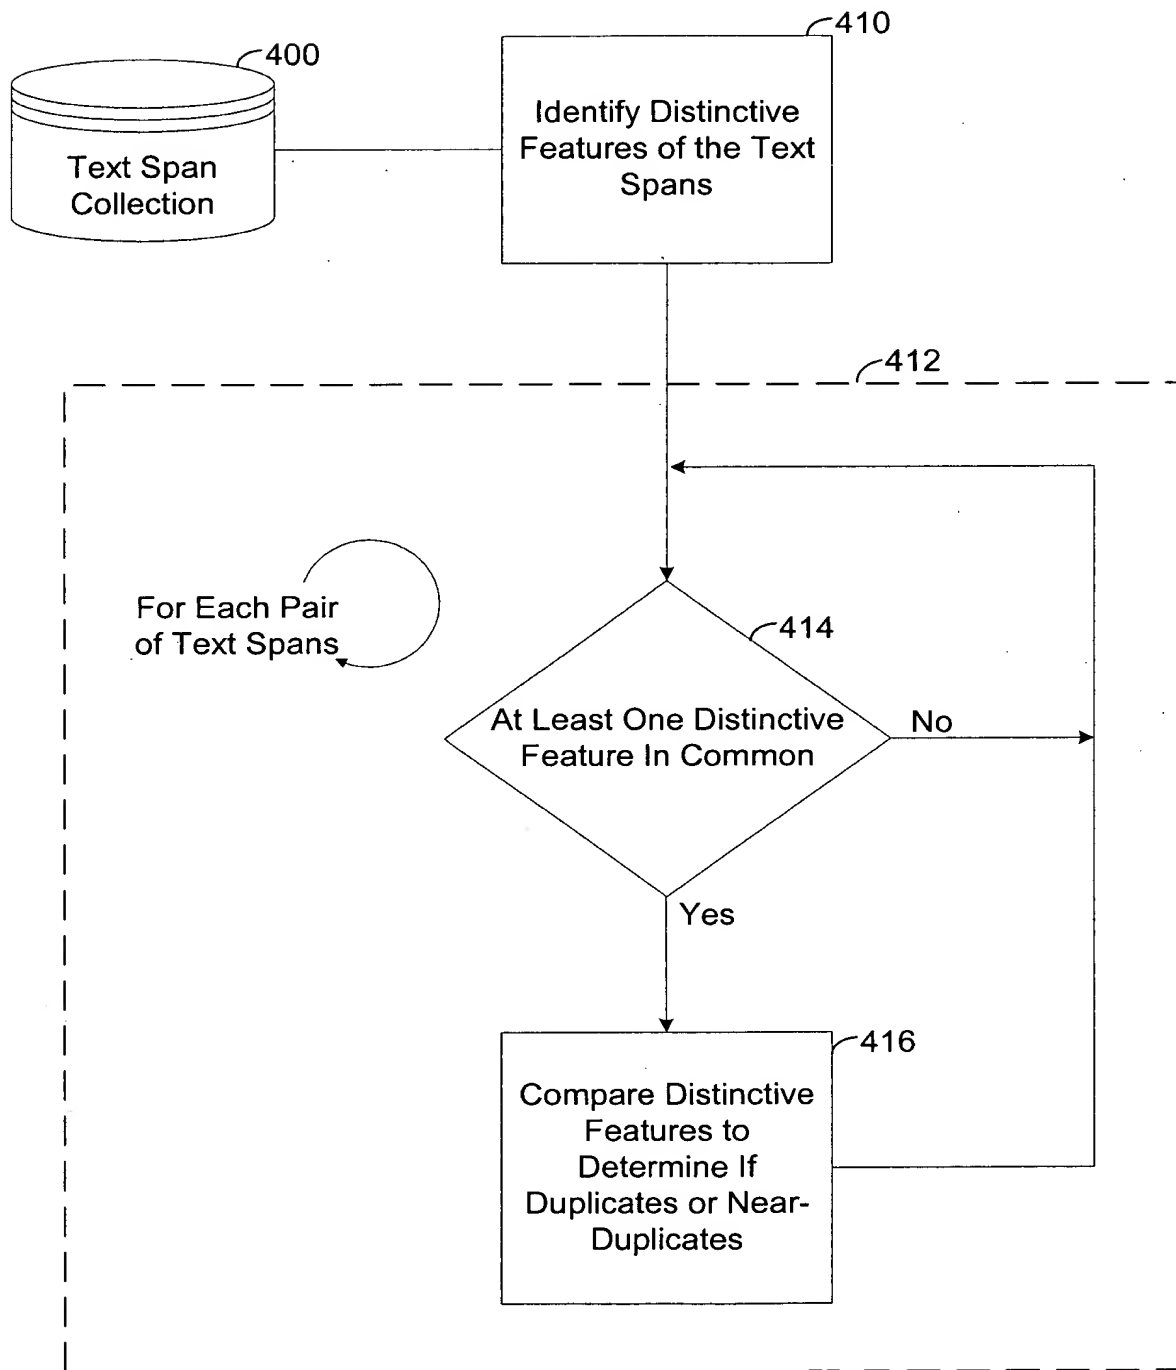 400
Text Span
Collection
410
Identify Distinctive
Features of the Text
Spans
412
For Each Pair
of Text Spans
414
At Least One Distinctive
Feature In Common
No
Yes
416
Compare Distinctive
Features to
Determine If
Duplicates or Near-
Duplicates